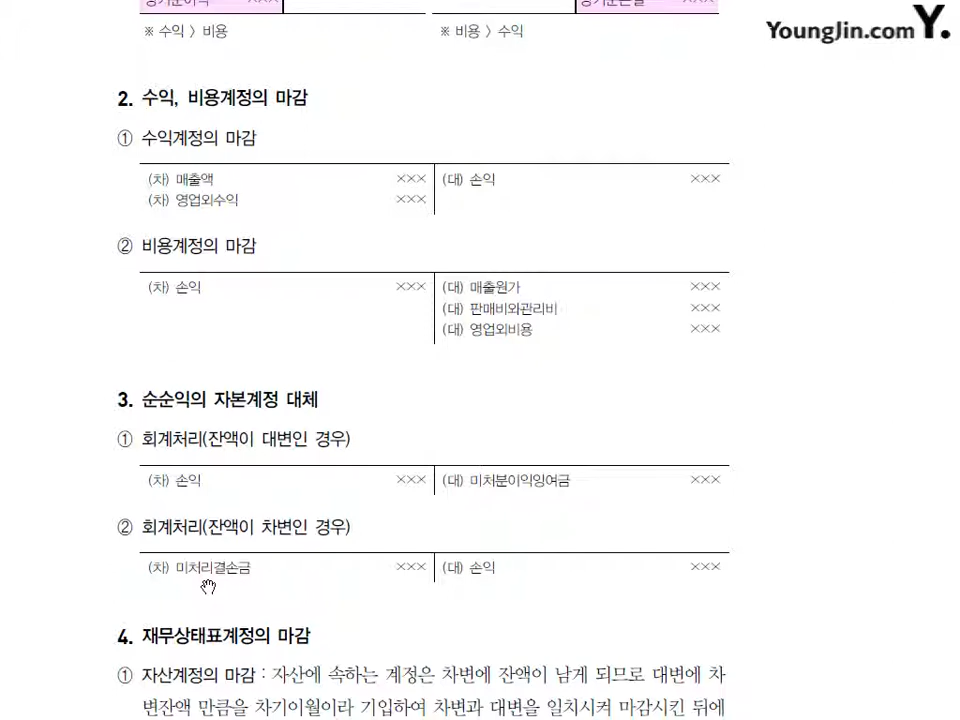 당기순이익 ××× 당기순손실 ×××
※ 수익 > 비용 ※ 비용 > 수익
YoungJin.com Y.
2. 수익, 비용계정의 마감
① 수익계정의 마감
(차) 매출액 ××× (대) 손익 ×××
(차) 영업외수익 ×××
② 비용계정의 마감
(차) 손익 ××× (대) 매출원가 ×××
(대) 판매비와관리비 ×××
(대) 영업외비용 ×××
3. 순순익의 자본계정 대체
① 회계처리(잔액이 대변인 경우)
(차) 손익 ××× (대) 미처분이익잉여금 ×××
② 회계처리(잔액이 차변인 경우)
(차) 미처리결손금 ××× (대) 손익 ×××
4. 재무상태표계정의 마감
① 자산계정의 마감 : 자산에 속하는 계정은 차변에 잔액이 남게 되므로 대변에 차
변잔액 만큼을 차기이월이라 기입하여 차변과 대변을 일치시켜 마감시킨 뒤에